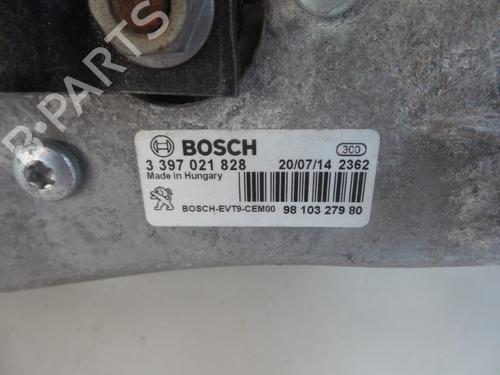 BOSCH
300
3 397 021 828 20/07/14 2362
Made in Hungary
BOSCH-EVT9-CEM00 98 103 279 80
B-PARTS